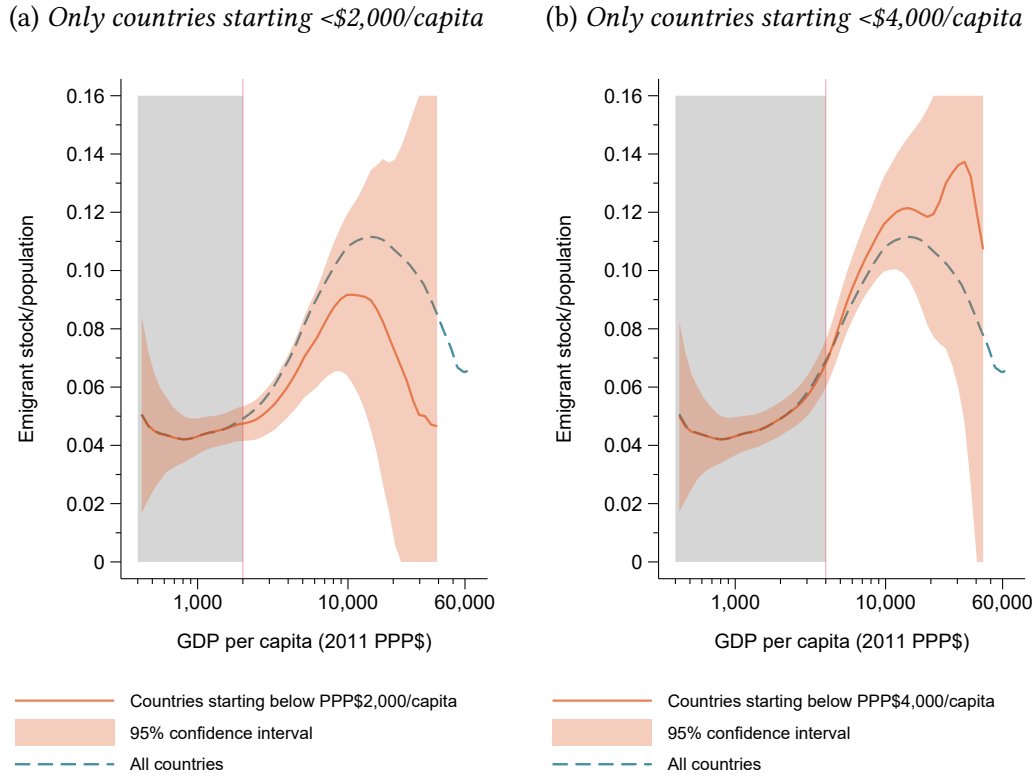 (a) Only countries starting <$2,000/capita
0.16
0.14
0.12
0.10
0.08
0.06
0.04
0.02
0
Emigrant stock/population
1,000 10,000 60,000
GDP per capita (2011 PPP$)
Countries starting below PPP$2,000/capita
95% confidence interval
All countries
(b) Only countries starting <$4,000/capita
0.16
0.14
0.12
0.10
0.08
0.06
0.04
0.02
0
Emigrant stock/population
1,000 10,000 60,000
GDP per capita (2011 PPP$)
Countries starting below PPP$4,000/capita
95% confidence interval
All countries